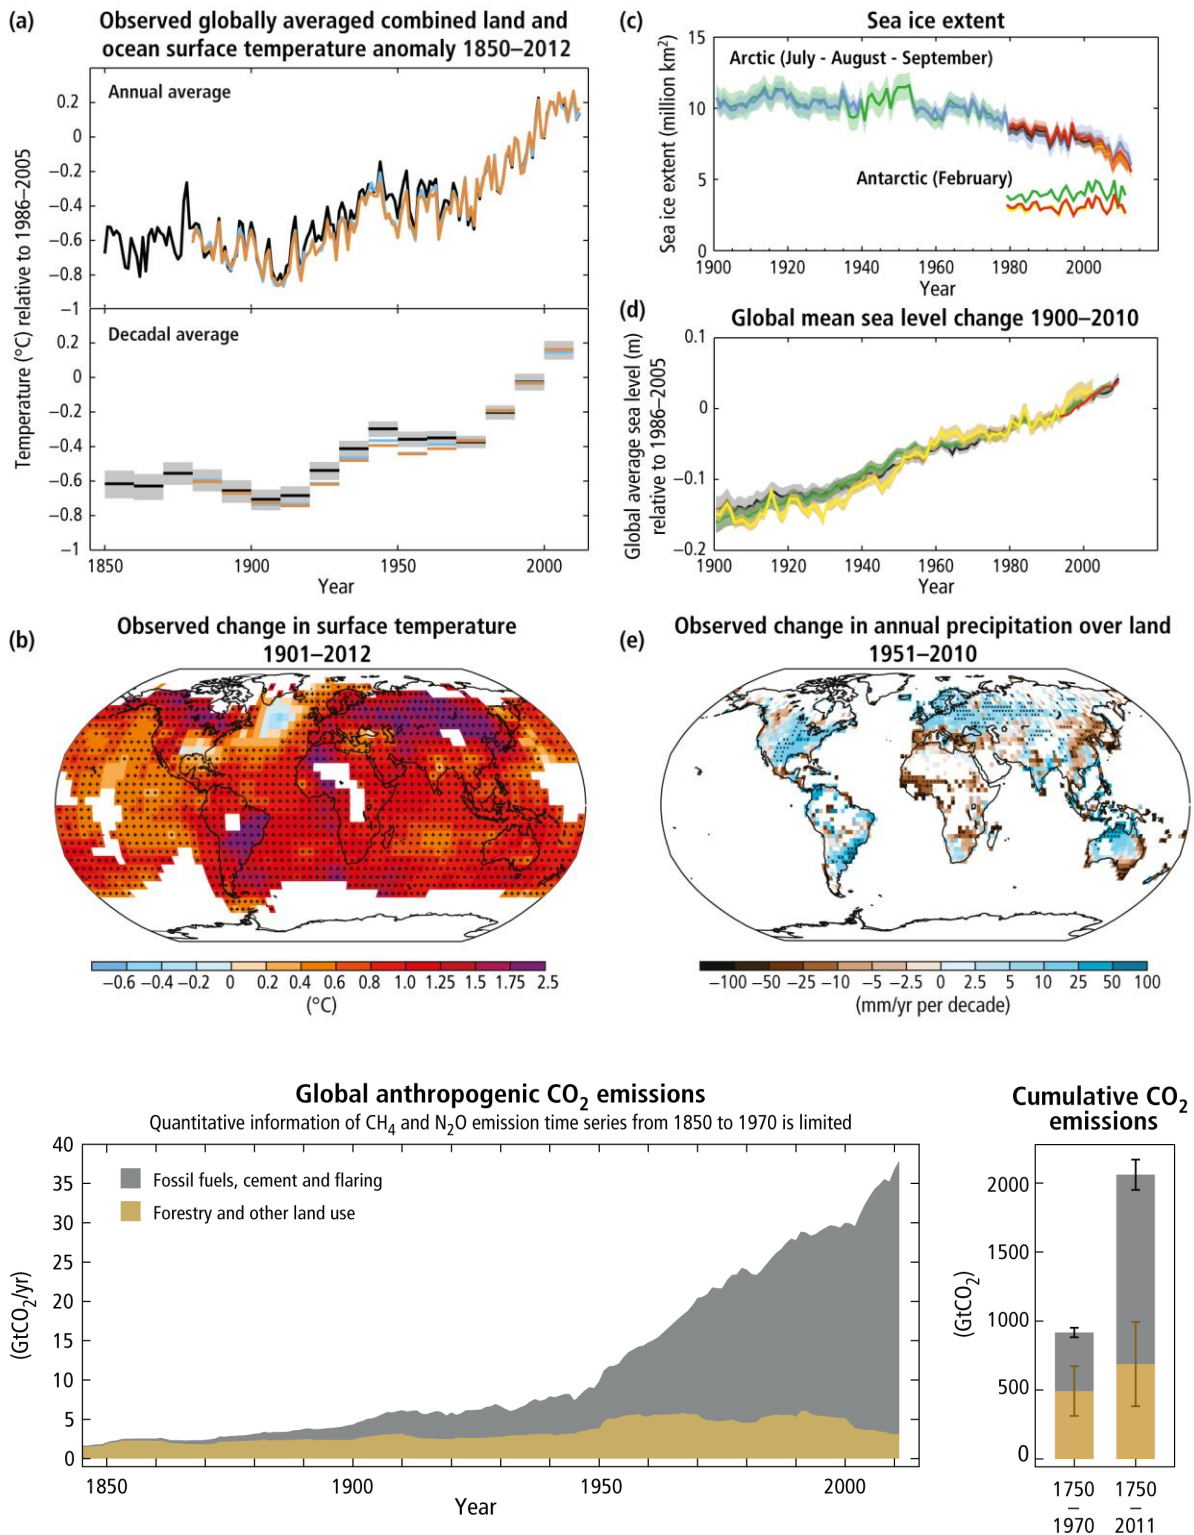 (a)
Observed globally averaged combined land and
ocean surface temperature anomaly 1850–2012
Annual average
0.2
0
−0.2
−0.4
−0.6
−0.8
−1
Temperature (°C) relative to 1986–2005
Decadal average
0.2
0
−0.2
−0.4
−0.6
−0.8
−1
1850 1900 1950 2000
Year
(c)
Sea ice extent
Sea ice extent (million km²)
15
10
5
0
Arctic (July - August - September)
Antarctic (February)
1900 1920 1940 1960 1980 2000
Year
(d)
Global mean sea level change 1900–2010
Global average sea level (m)
relative to 1986–2005
0.1
0
−0.1
−0.2
1900 1920 1940 1960 1980 2000
Year
(b)
Observed change in surface temperature
1901–2012
−0.6 −0.4 −0.2 0 0.2 0.4 0.6 0.8 1.0 1.25 1.5 1.75 2.5
(°C)
(e)
Observed change in annual precipitation over land
1951–2010
−100 −50 −25 −10 −5 −2.5 0 2.5 5 10 25 50 100
(mm/yr per decade)
Global anthropogenic CO₂ emissions
Quantitative information of CH₄ and N₂O emission time series from 1850 to 1970 is limited
(GtCO₂/yr)
40
35
30
25
20
15
10
5
0
Fossil fuels, cement and flaring
Forestry and other land use
1850 1900 1950 2000
Year
Cumulative CO₂
emissions
(GtCO₂)
2000
1500
1000
500
0
1750
–
1970
1750
–
2011